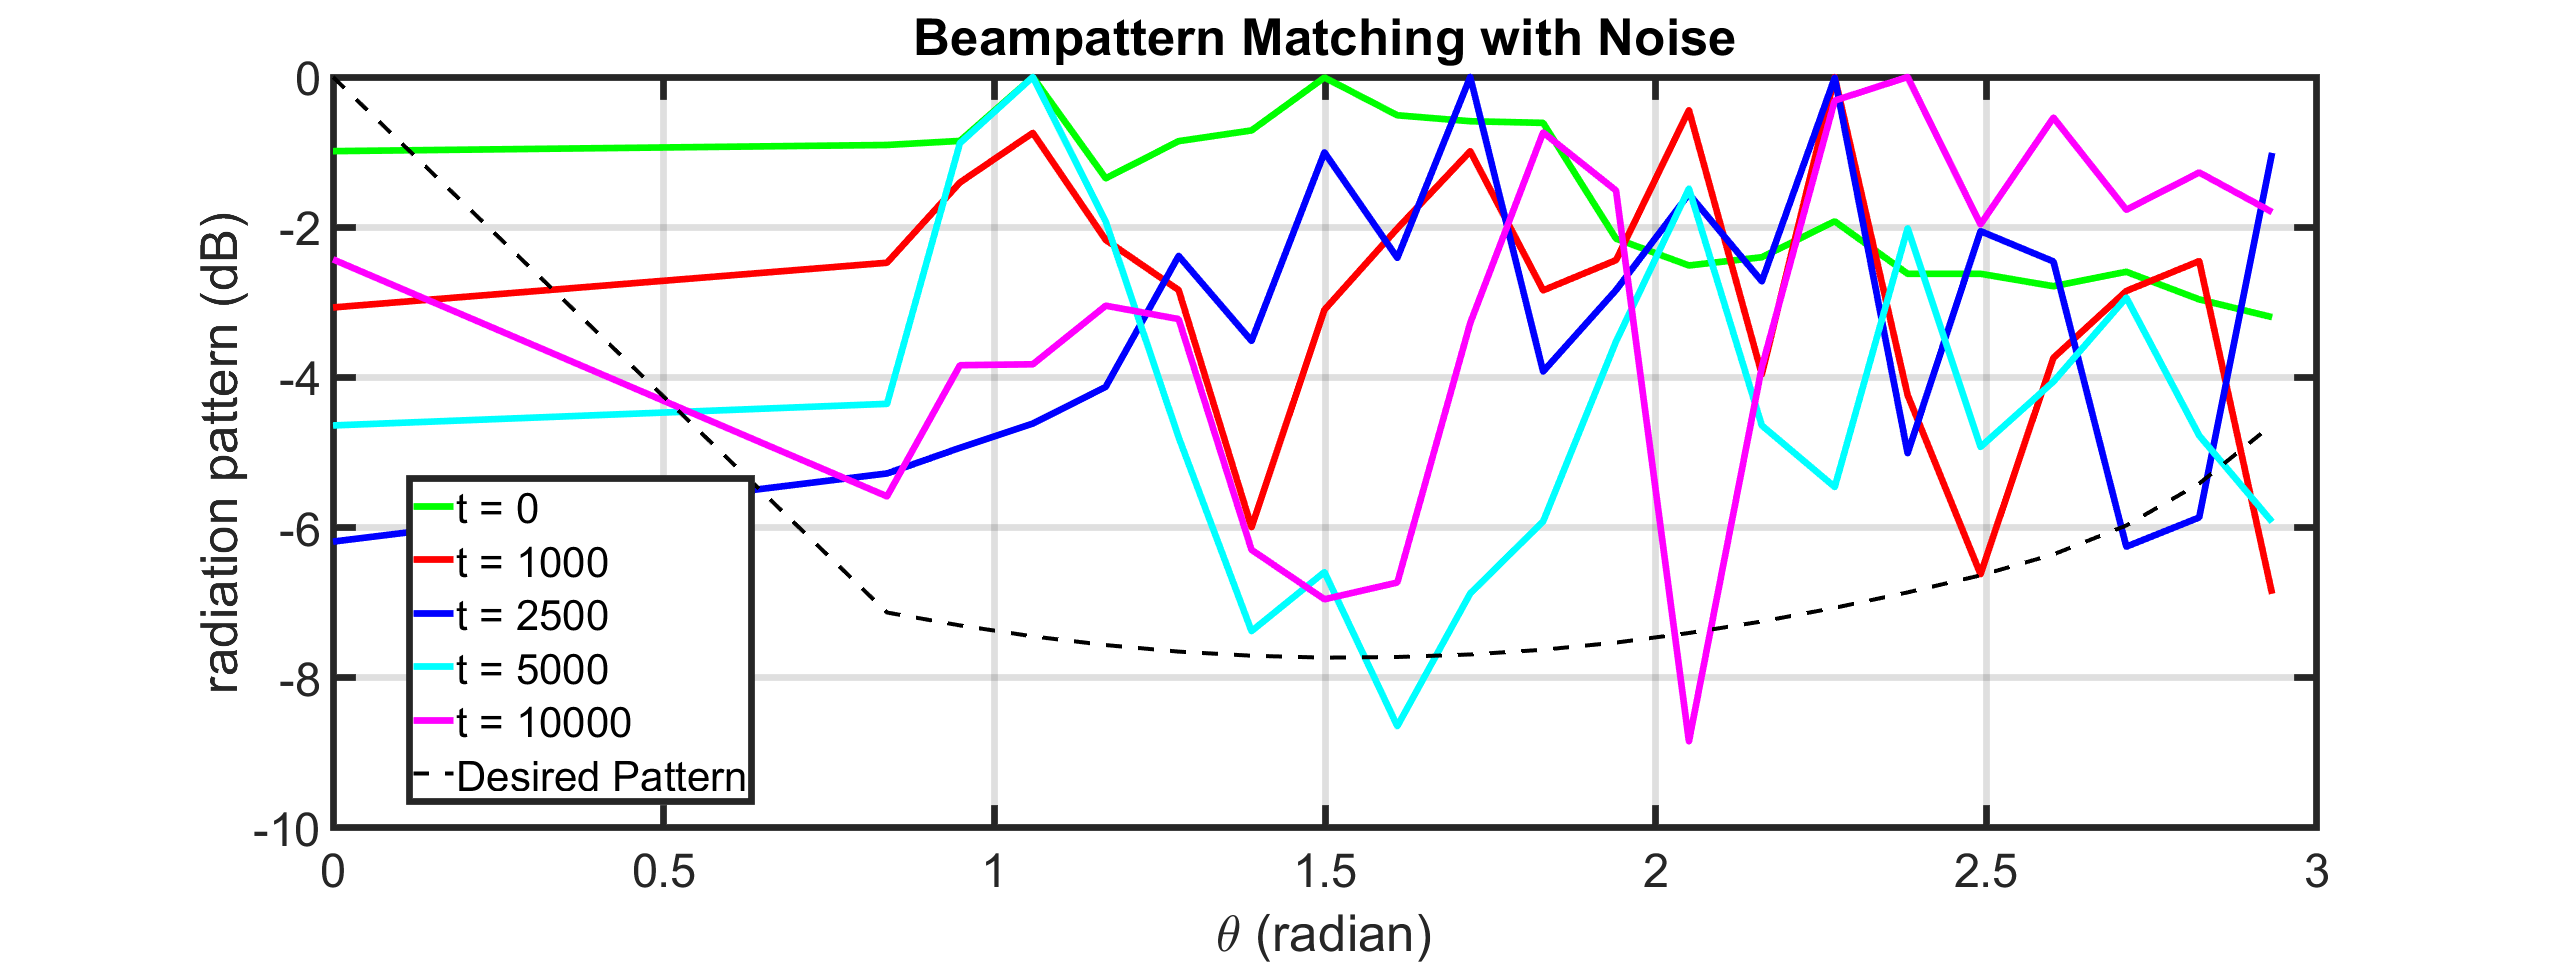 Beampattern Matching with Noise
radiation pattern (dB)
0
-2
-4
-6
-8
-10
t = 0
t = 1000
t = 2500
t = 5000
t = 10000
Desired Pattern
0 0.5 1 1.5 2 2.5 3
θ (radian)